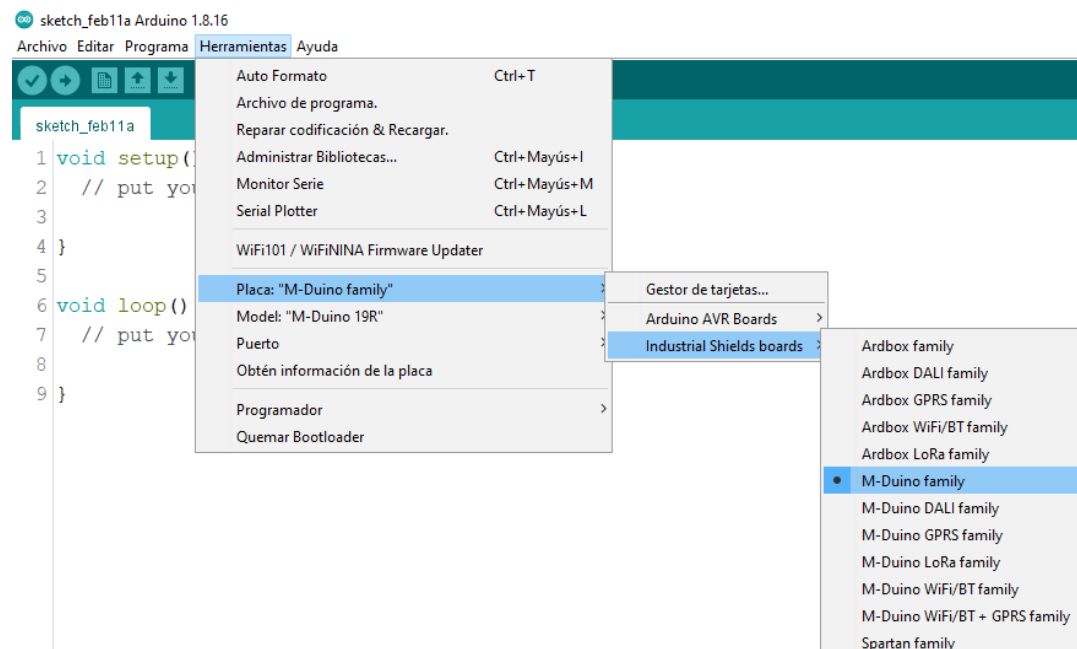 sketch_feb11a Arduino 1.8.16
Archivo Editar Programa Herramientas Ayuda
sketch_feb11a
1 void setup()
2 // put you
3
4 }
5
6 void loop()
7 // put you
8
9 }
Auto Formato Ctrl+T
Archivo de programa.
Reparar codificación & Recargar.
Administrar Bibliotecas... Ctrl+Mayús+I
Monitor Serie Ctrl+Mayús+M
Serial Plotter Ctrl+Mayús+L
WiFi101 / WiFiNINA Firmware Updater
Placa: "M-Duino family"
Model: "M-Duino 19R"
Puerto
Obtén información de la placa
Programador
Quemar Bootloader
Gestor de tarjetas...
Arduino AVR Boards
Industrial Shields boards
Ardbox family
Ardbox DALI family
Ardbox GPRS family
Ardbox WiFi/BT family
Ardbox LoRa family
M-Duino family
M-Duino DALI family
M-Duino GPRS family
M-Duino LoRa family
M-Duino WiFi/BT family
M-Duino WiFi/BT + GPRS family
Spartan family